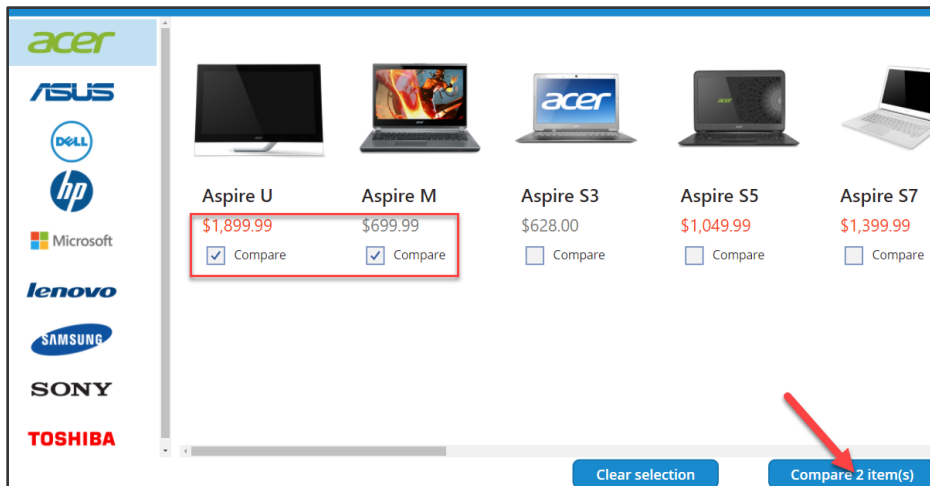 acer
ASUS
DELL
hp
Microsoft
lenovo
SAMSUNG
SONY
TOSHIBA
acer
acer
Aspire U
Aspire M
Aspire S3
Aspire S5
Aspire S7
$1,899.99
$699.99
$628.00
$1,049.99
$1,399.99
Compare
Compare
Compare
Compare
Compare
Clear selection
Compare 2 item(s)